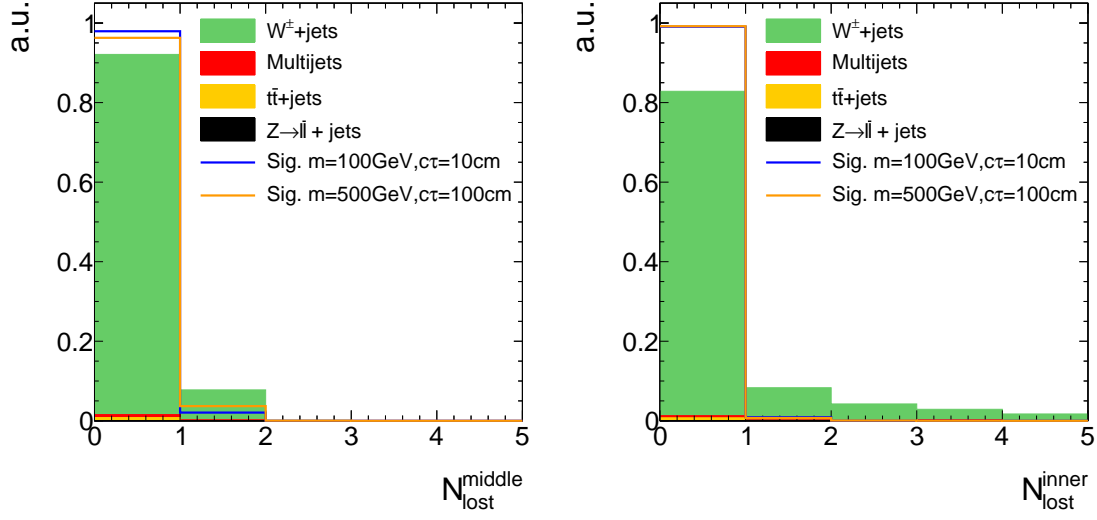 a.u.
1
0.8
0.6
0.4
0.2
0
W±+jets
Multijets
tt̄+jets
Z→ll̄ + jets
Sig. m=100GeV,cτ=10cm
Sig. m=500GeV,cτ=100cm
0 1 2 3 4 5
N_lost^middle
a.u.
1
0.8
0.6
0.4
0.2
0
W±+jets
Multijets
tt̄+jets
Z→ll̄ + jets
Sig. m=100GeV,cτ=10cm
Sig. m=500GeV,cτ=100cm
0 1 2 3 4 5
N_lost^inner